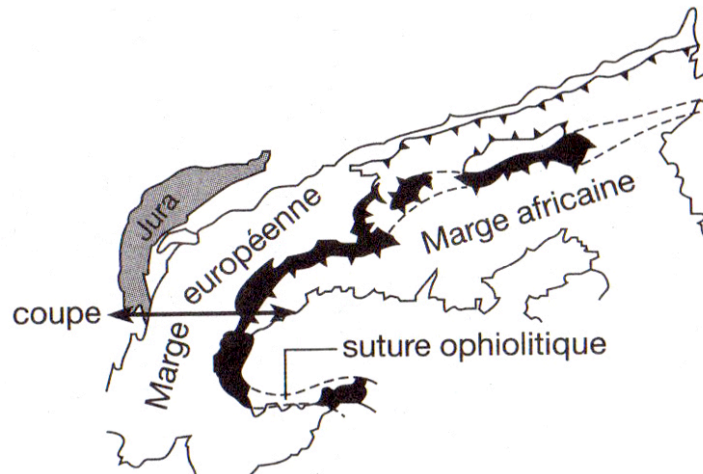 Jura
Marge européenne
Marge africaine
coupe
suture ophiolitique